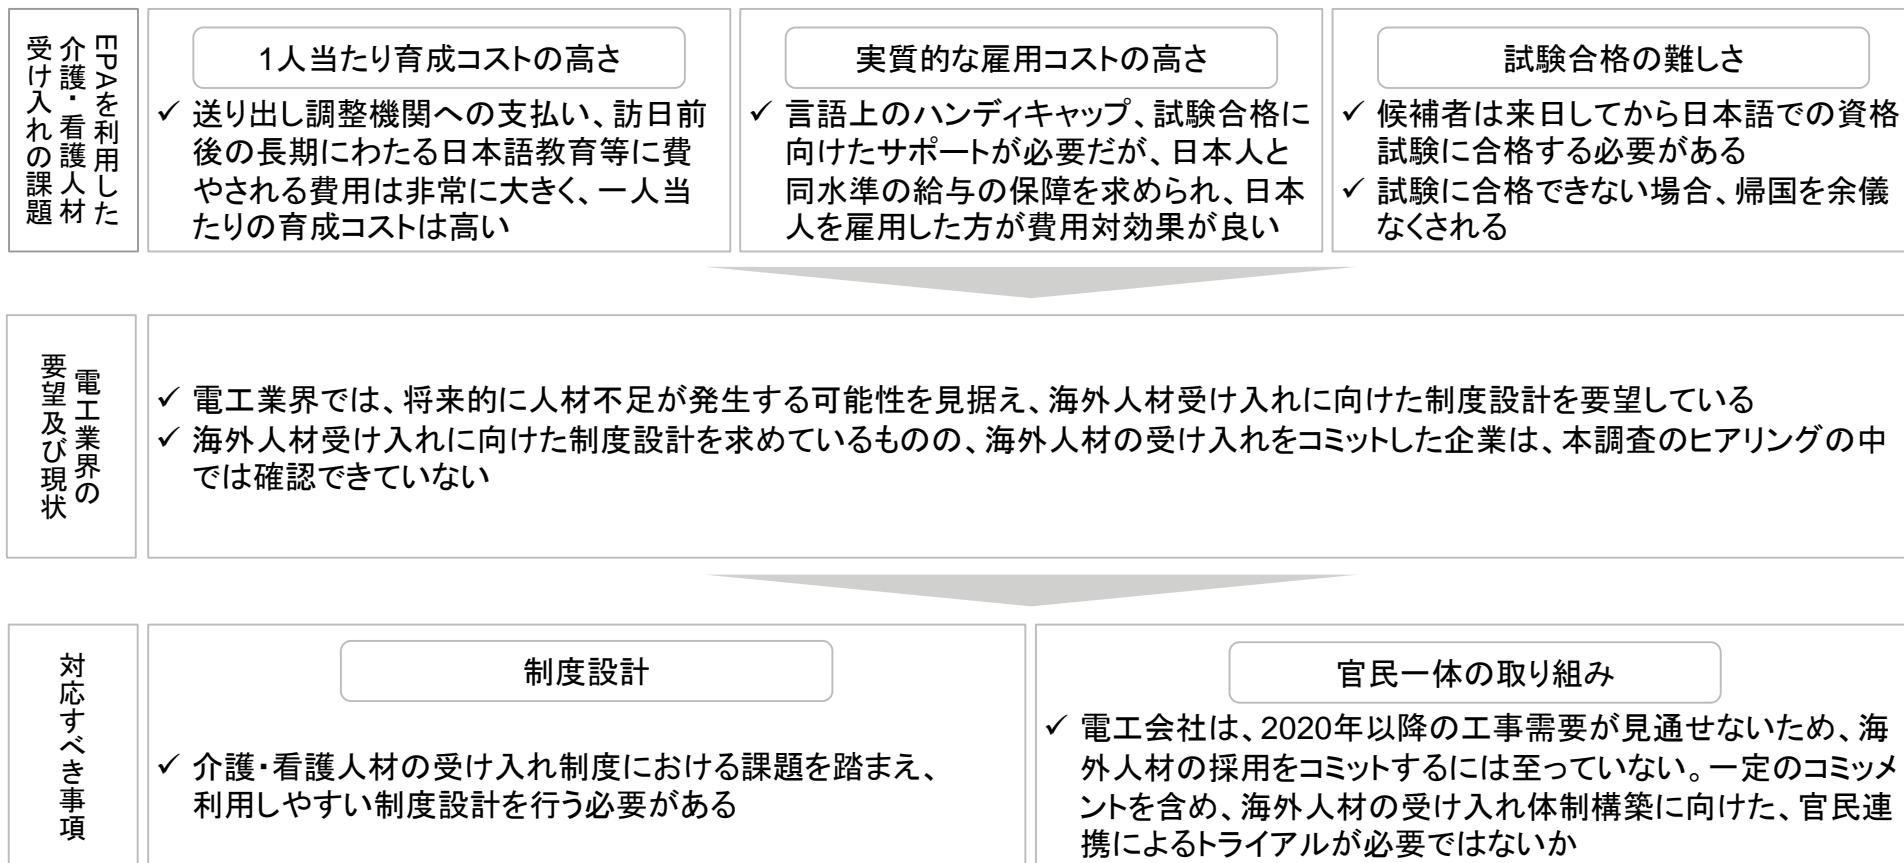 EPAを利用した
介護・看護人材
受け入れの課題
1人当たり育成コストの高さ
✓ 送り出し調整機関への支払い、訪日前
後の長期にわたる日本語教育等に費
やされる費用は非常に大きく、一人当
たりの育成コストは高い
実質的な雇用コストの高さ
✓ 言語上のハンディキャップ、試験合格に
向けたサポートが必要だが、日本人と
同水準の給与の保障を求められ、日本
人を雇用した方が費用対効果が良い
試験合格の難しさ
✓ 候補者は来日してから日本語での資格
試験に合格する必要がある
✓ 試験に合格できない場合、帰国を余儀
なくされる
電工業界の
要望及び現状
✓ 電工業界では、将来的に人材不足が発生する可能性を見据え、海外人材受け入れに向けた制度設計を要望している
✓ 海外人材受け入れに向けた制度設計を求めているものの、海外人材の受け入れをコミットした企業は、本調査のヒアリングの中
では確認できていない
対応すべき事項
制度設計
✓ 介護・看護人材の受け入れ制度における課題を踏まえ、
利用しやすい制度設計を行う必要がある
官民一体の取り組み
✓ 電工会社は、2020年以降の工事需要が見通せないため、海
外人材の採用をコミットするには至っていない。一定のコミッメ
ントを含め、海外人材の受け入れ体制構築に向けた、官民連
携によるトライアルが必要ではないか